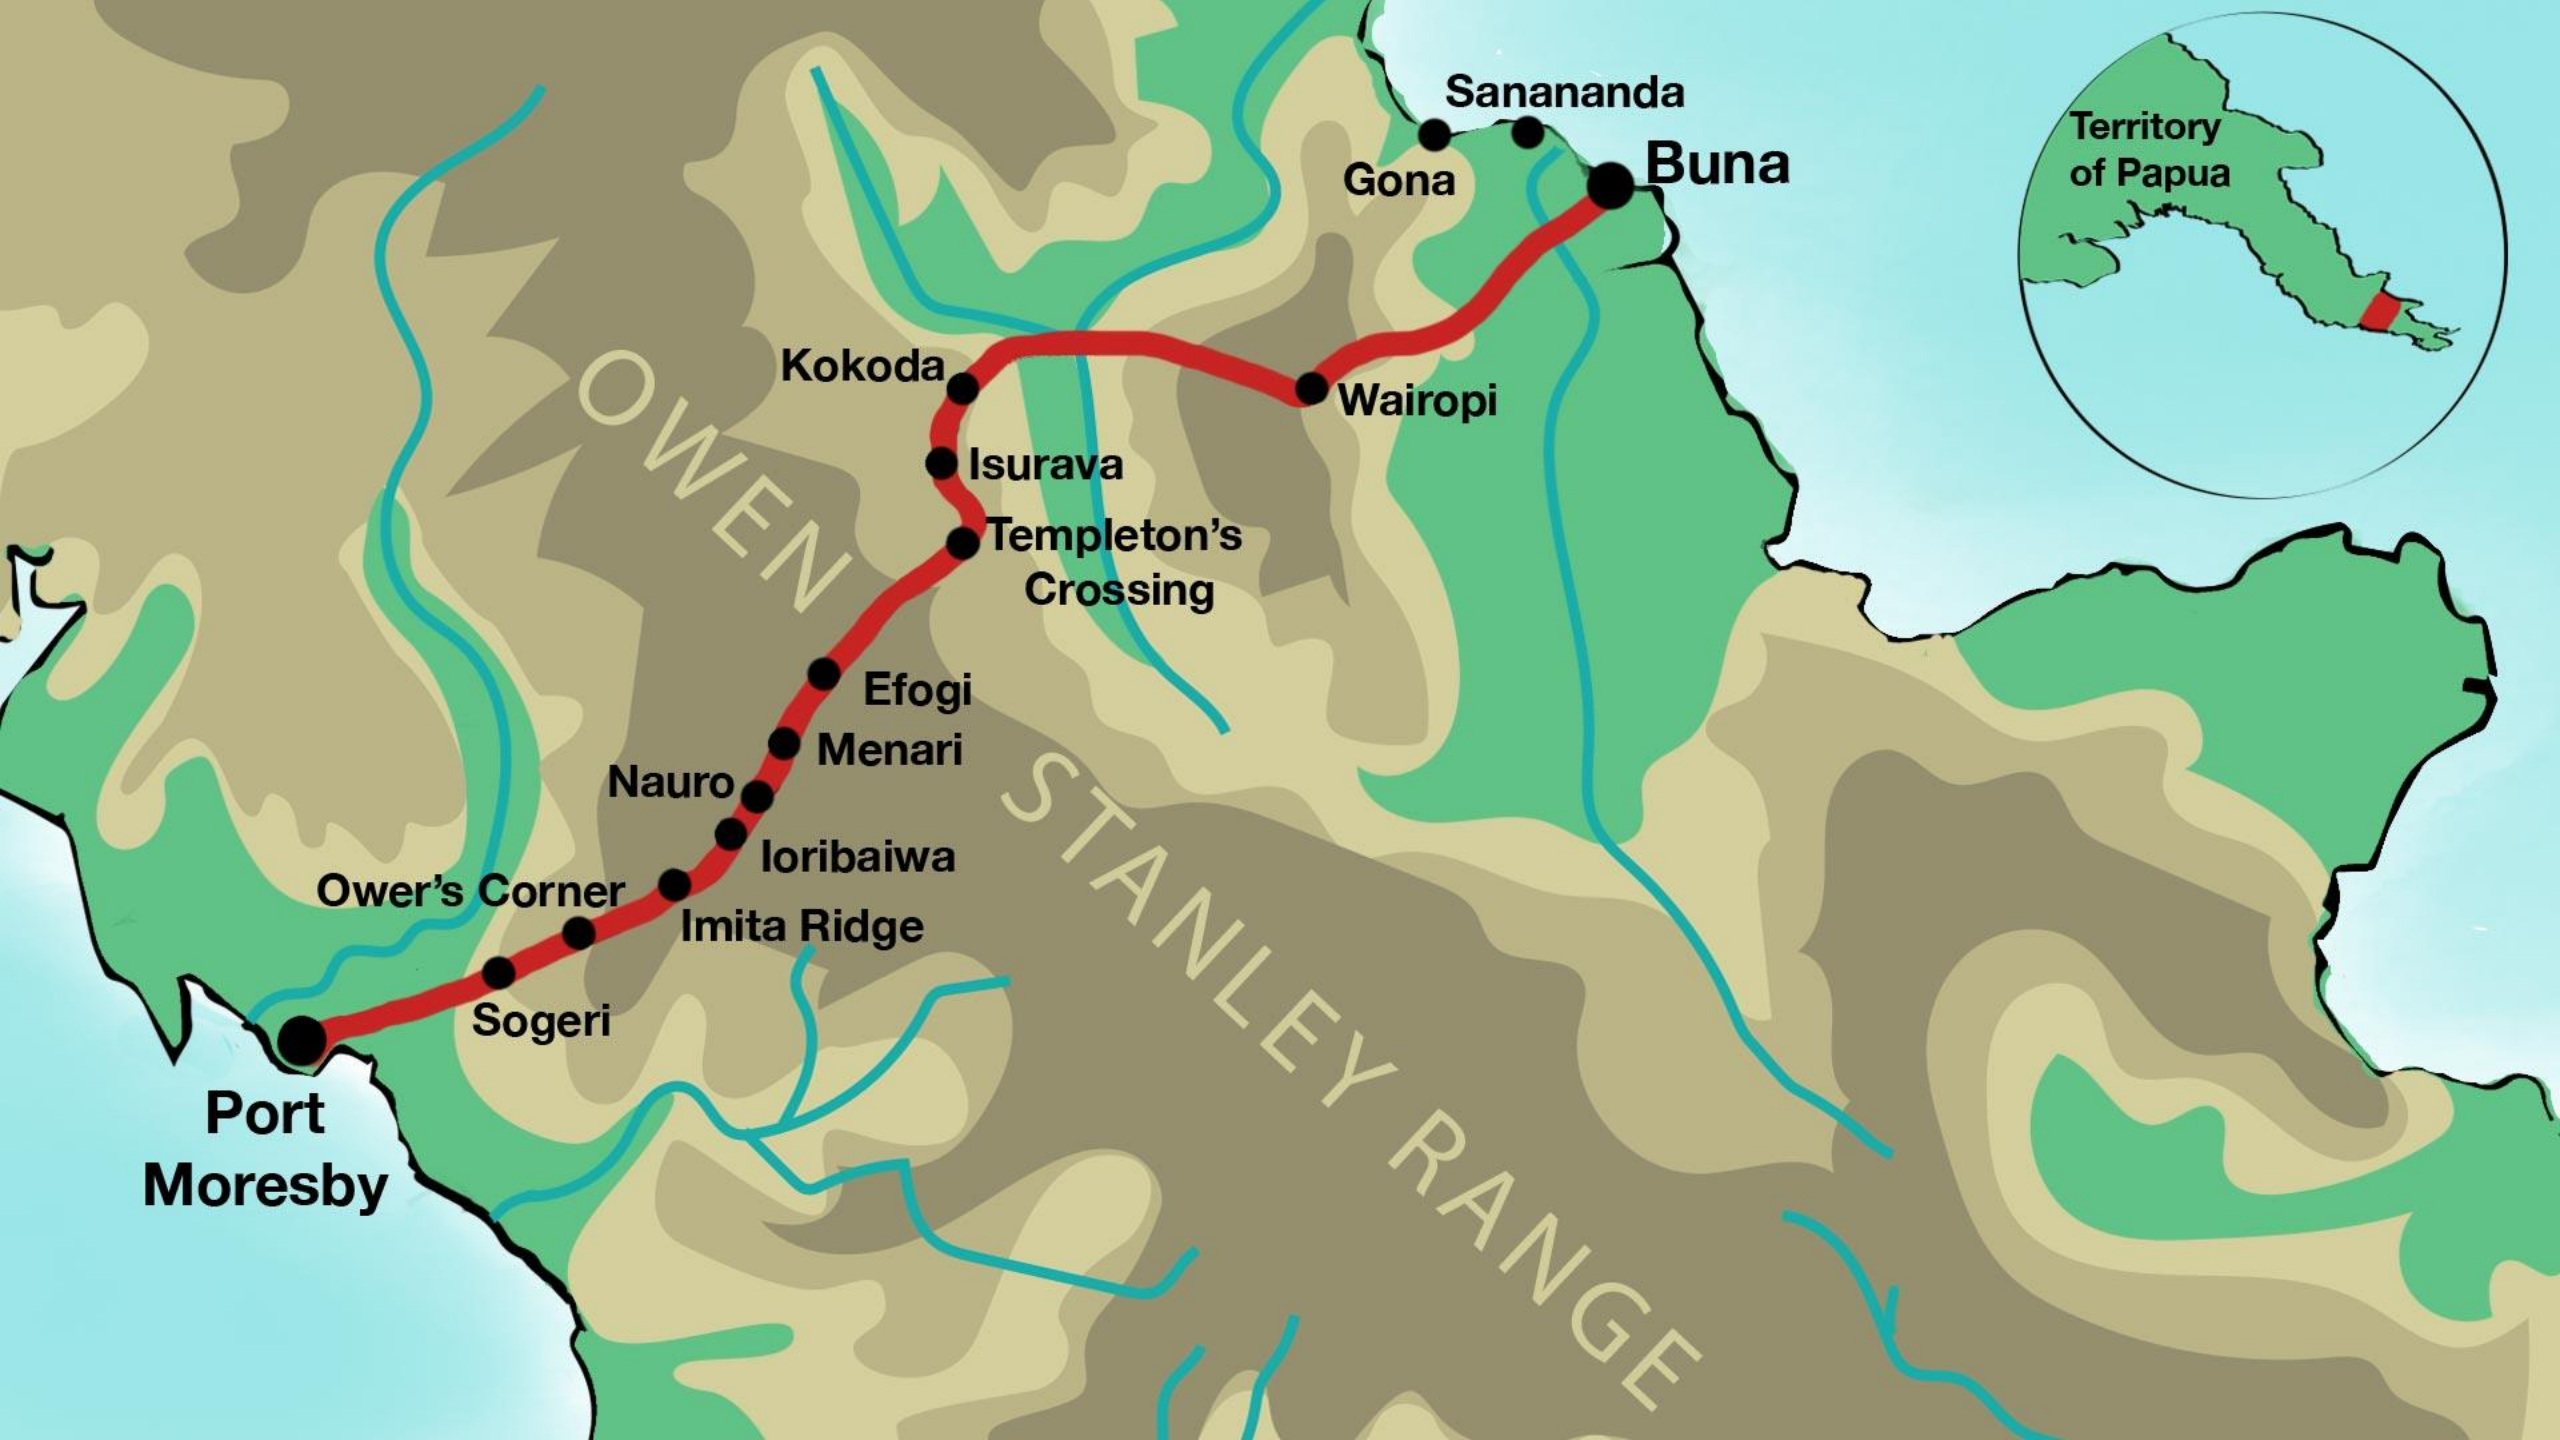 Sanananda
Gona
Buna
Territory
of Papua
Kokoda
Wairopi
Isurava
Templeton's
Crossing
OWEN
Efogi
Menari
Nauro
Ioribaiwa
Ower's Corner
Imita Ridge
Sogeri
STANLEY RANGE
Port
Moresby